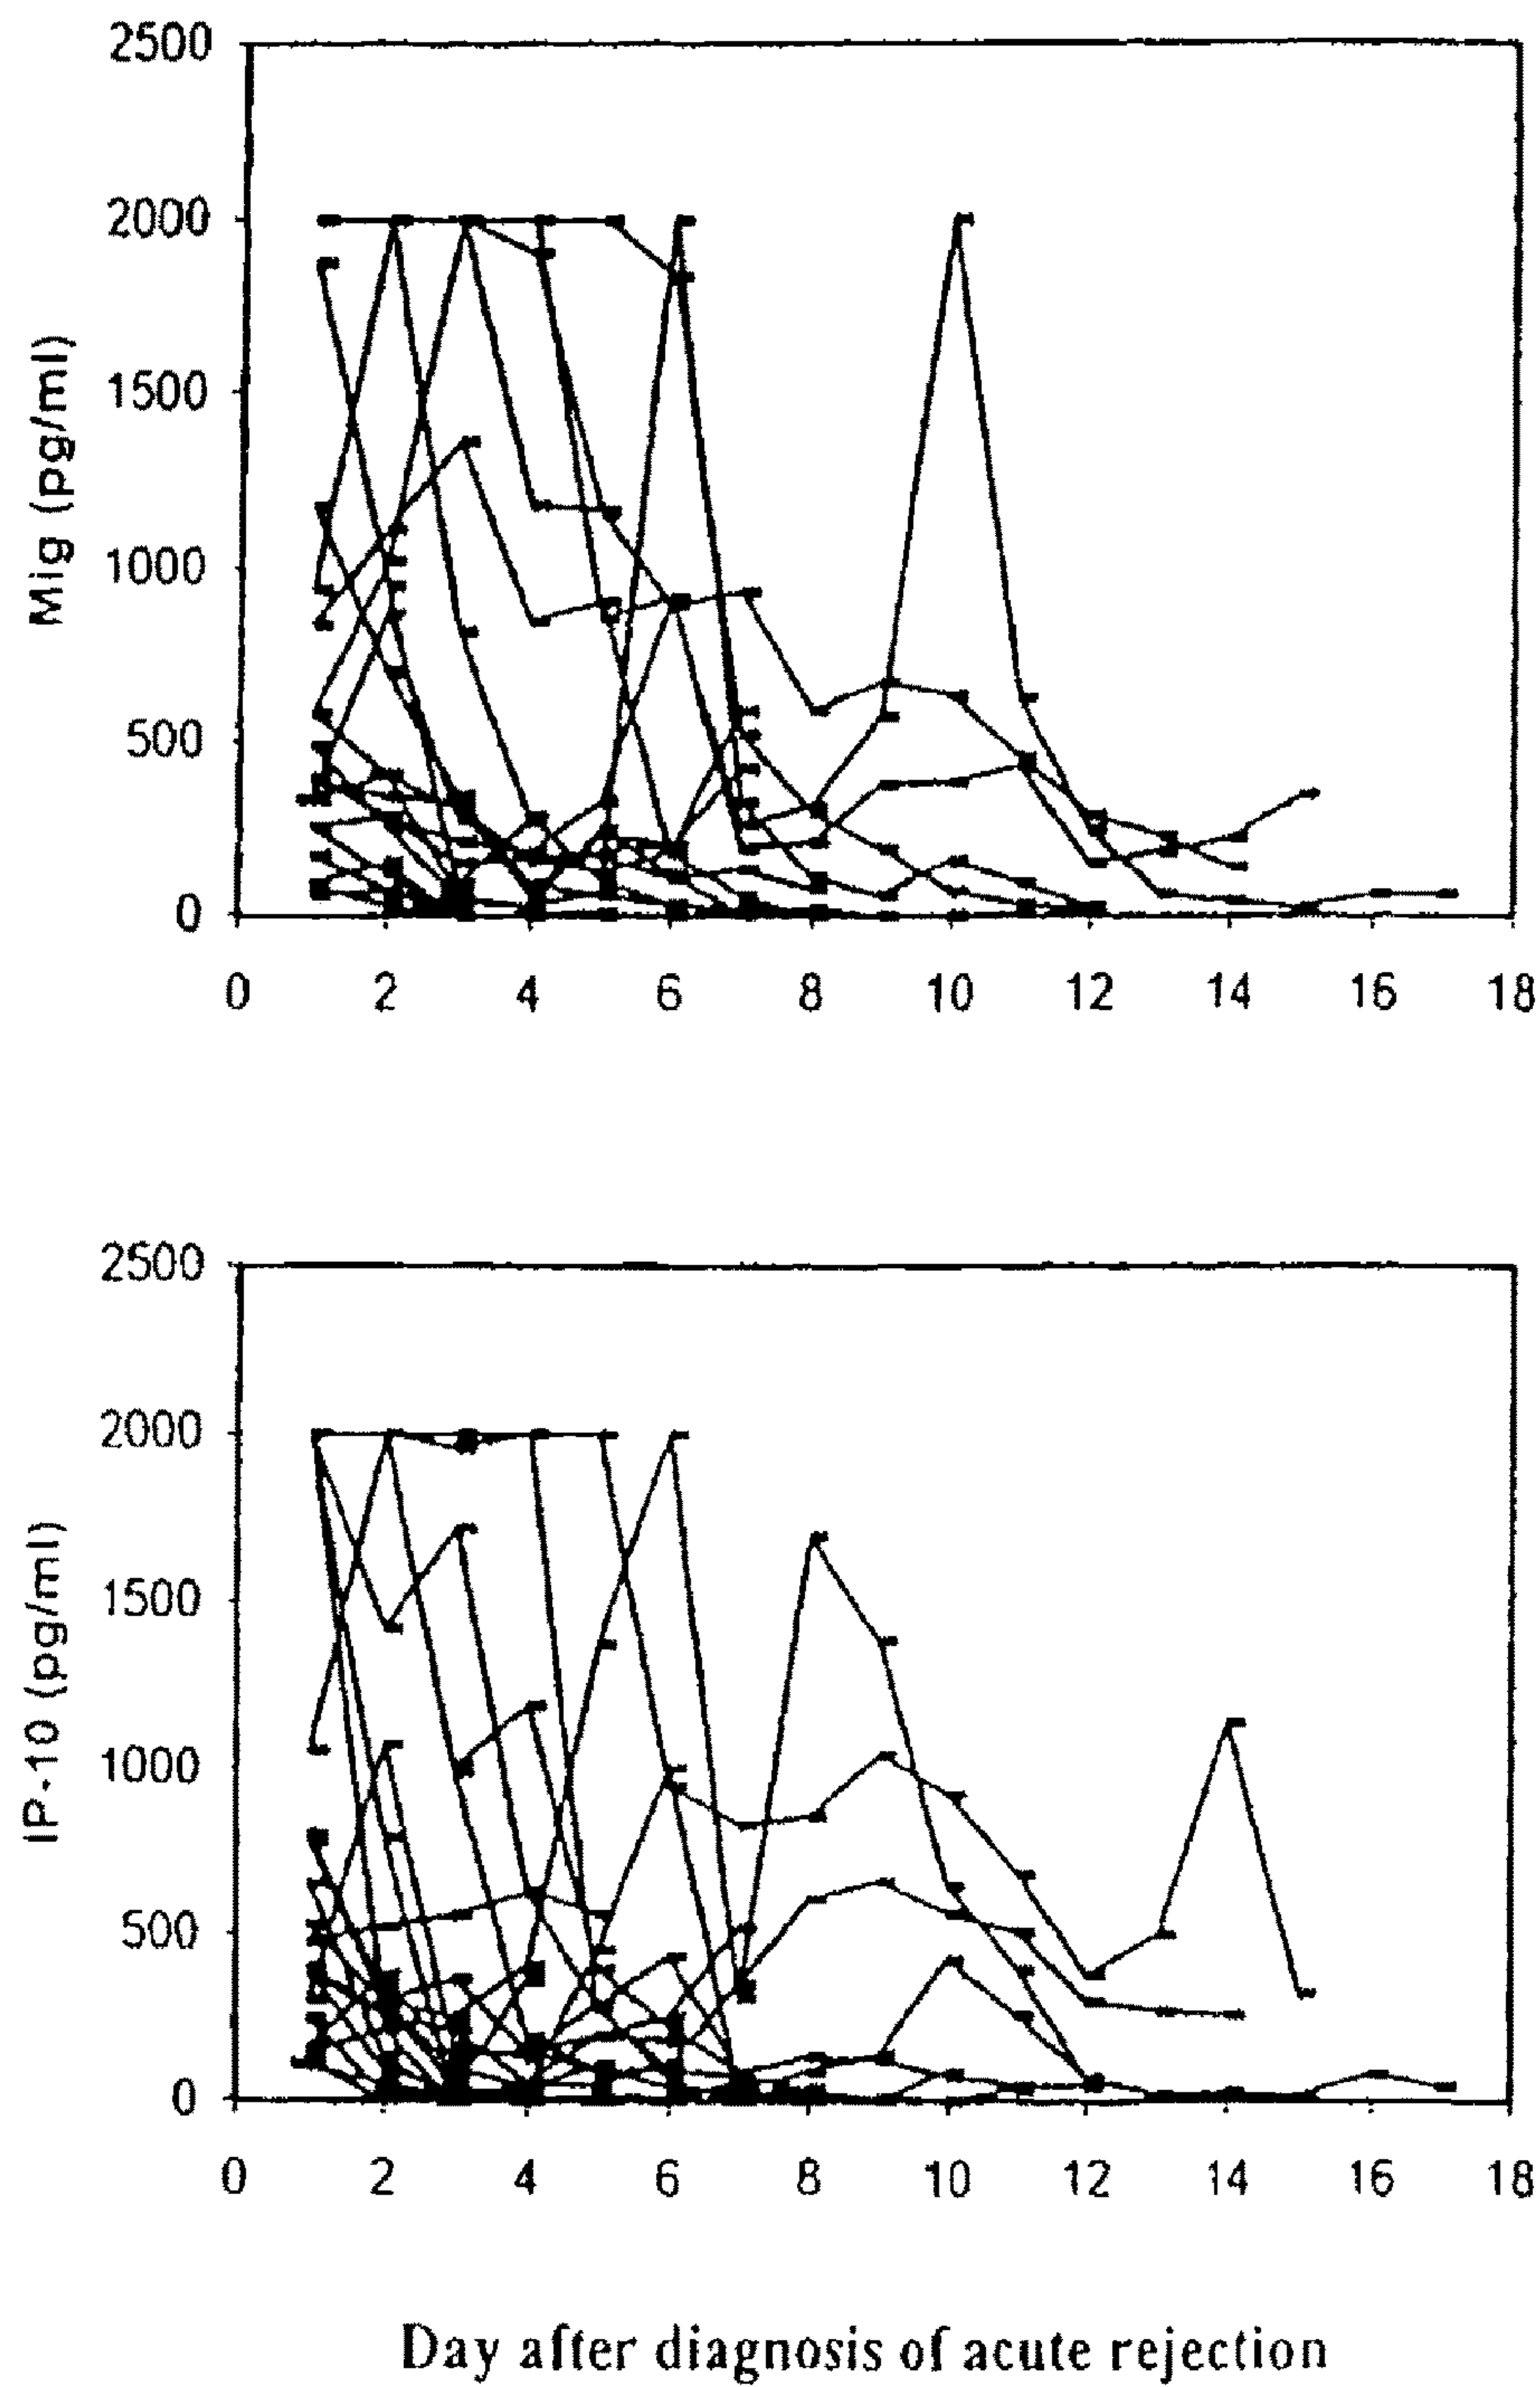 2500
2000
1500
1000
500
0
Mig (pg/ml)
0 2 4 6 8 10 12 14 16 18
2500
2000
1500
1000
500
0
IP-10 (pg/ml)
0 2 4 6 8 10 12 14 16 18
Day after diagnosis of acute rejection